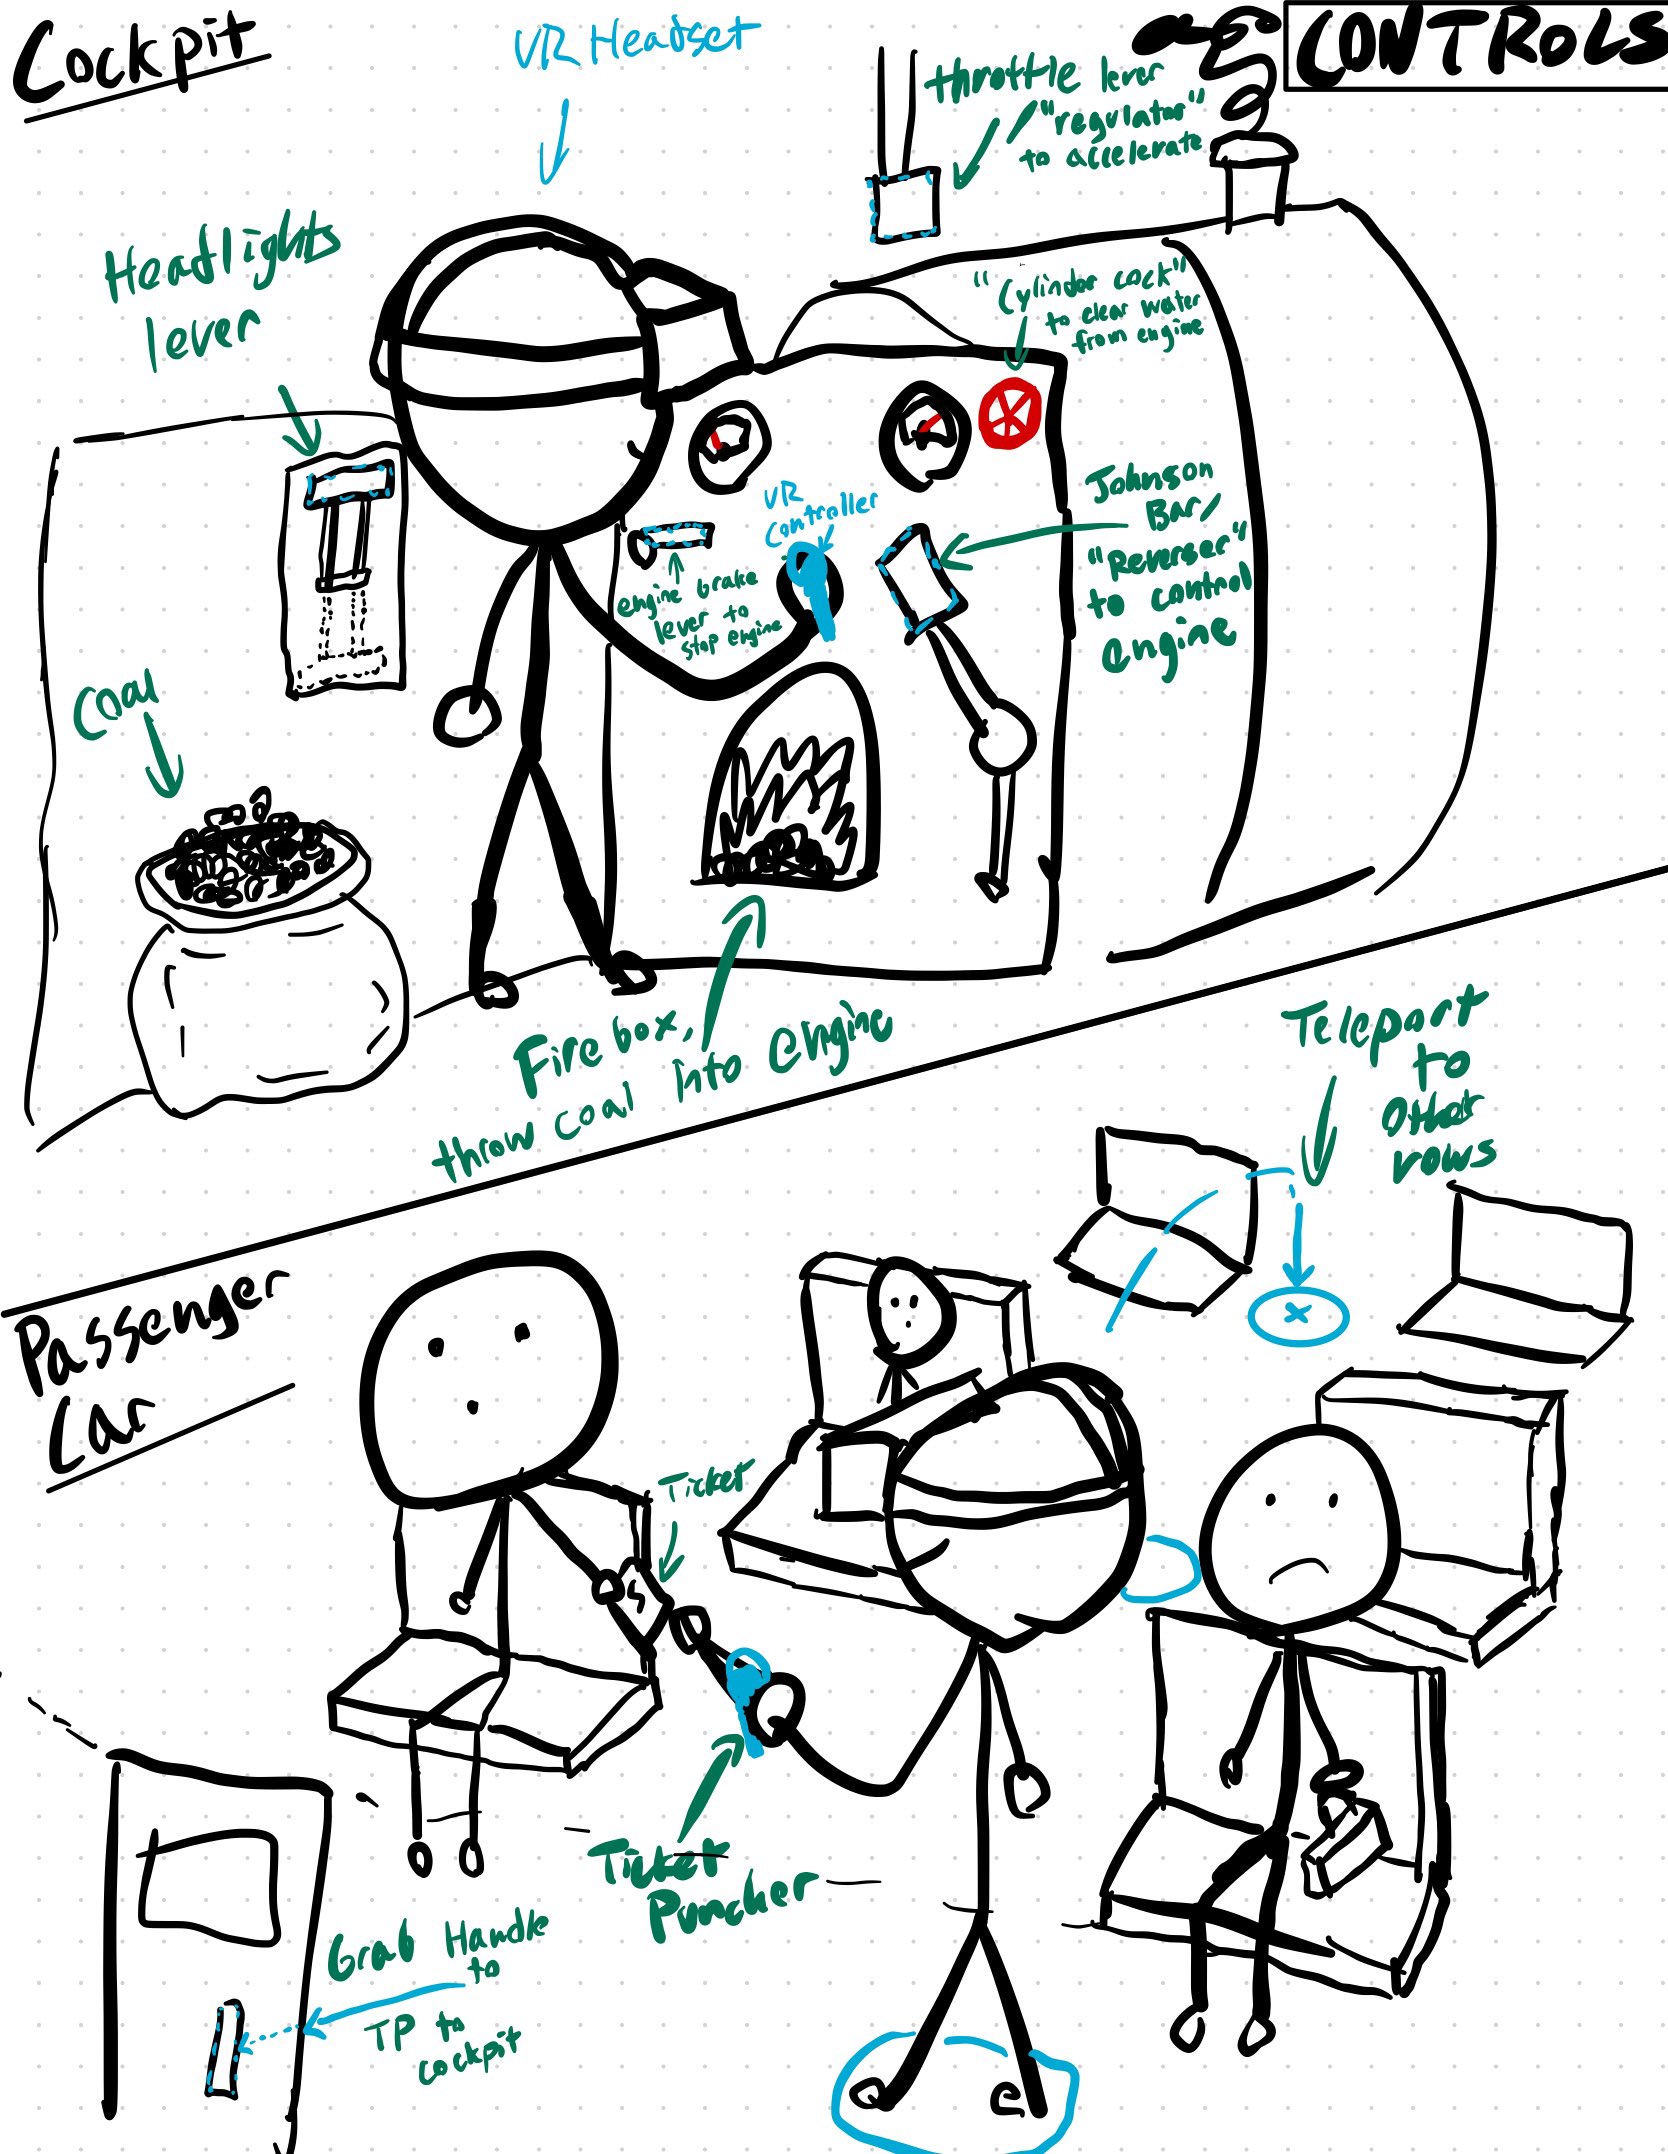 Cockpit
VR Headset
CONTROLS
throttle lever
"regulator"
to accelerate
Headlights
lever
"Cylinder cock"
to clear water
from engine
VR
Controller
Johnson
Bar/
"Reverser"
to control
engine
engine brake
lever to
stop engine
Coal
Fire box,
throw coal into engine
Teleport
to
Other
rows
Passenger
Car
Ticket
Ticket
Puncher
Grab Handle
to
TP to
cockpit